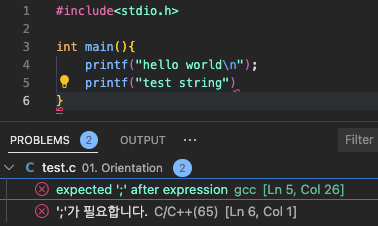 1 #include<stdio.h>
2
3 int main(){
4 printf("hello world\n");
5 printf("test string")
6 }
PROBLEMS 2 OUTPUT ··· Filter
C test.c 01. Orientation 2
expected ';' after expression gcc [Ln 5, Col 26]
';'가 필요합니다. C/C++(65) [Ln 6, Col 1]